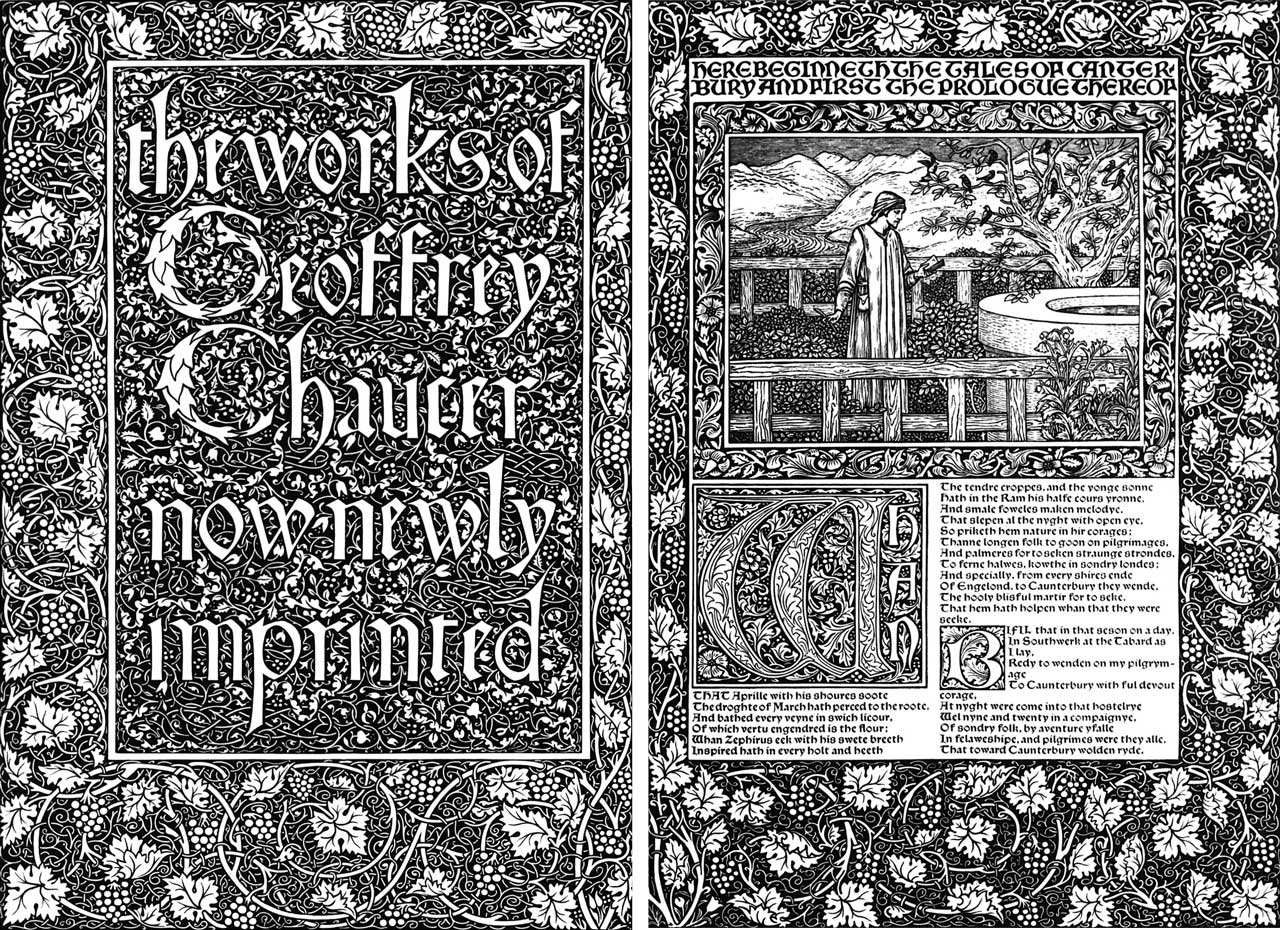 the works of
Geoffrey
Chaucer
now newly
imprinted
HERE BEGINNETH THE TALES OF CANTER-
BURY AND FIRST THE PROLOGUE THEREOF
WHAN
THAT Aprille with his shoures soote
The droghte of March hath perced to the roote,
And bathed every veyne in swich licour,
Of which vertu engendred is the flour;
Whan Zephirus eek with his swete breeth
Inspired hath in every holt and heeth
The tendre croppes, and the yonge sonne
Hath in the Ram his halfe cours yronne,
And smale foweles maken melodye,
That slepen al the nyght with open eye,
So priketh hem nature in hir corages;
Thanne longen folk to goon on pilgrimages,
And palmeres for to seken straunge strondes,
To ferne halwes, kowthe in sondry londes;
And specially, from every shires ende
Of Engelond, to Caunterbury they wende,
The hooly blisful martir for to seke,
That hem hath holpen whan that they were
seeke.
BIFIL that in that seson on a day,
In Southwerk at the Tabard as
I lay,
Redy to wenden on my pilgrym-
age
To Caunterbury with ful devout
corage,
At nyght were come into that hostelrye
Wel nyne and twenty in a compaignye,
Of sondry folk, by aventure yfalle
In felaweshipe, and pilgrimes were they alle,
That toward Caunterbury wolden ryde.